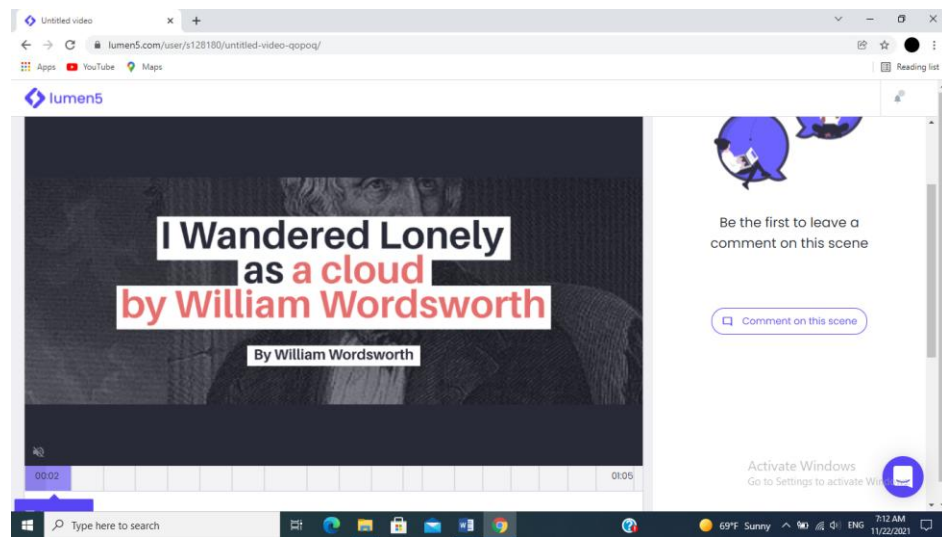 Untitled video
lumen5.com/user/s128180/untitled-video-qopoq/
Apps YouTube Maps Reading list
lumen5
I Wandered Lonely
as a cloud
by William Wordsworth
By William Wordsworth
00:02 01:05
Be the first to leave a
comment on this scene
Comment on this scene
Activate Windows
Go to Settings to activate
Type here to search
69°F Sunny ENG 7:12 AM
11/22/2021